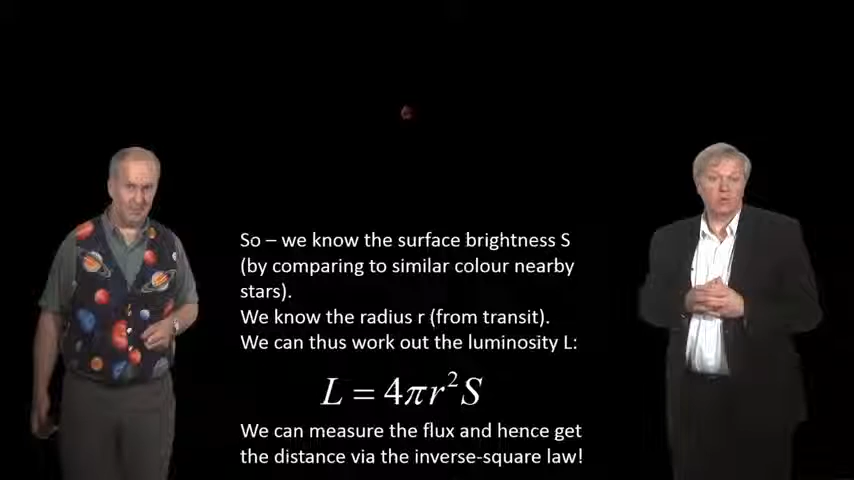 So – we know the surface brightness S
(by comparing to similar colour nearby
stars).
We know the radius r (from transit).
We can thus work out the luminosity L:
L = 4πr²S
We can measure the flux and hence get
the distance via the inverse-square law!